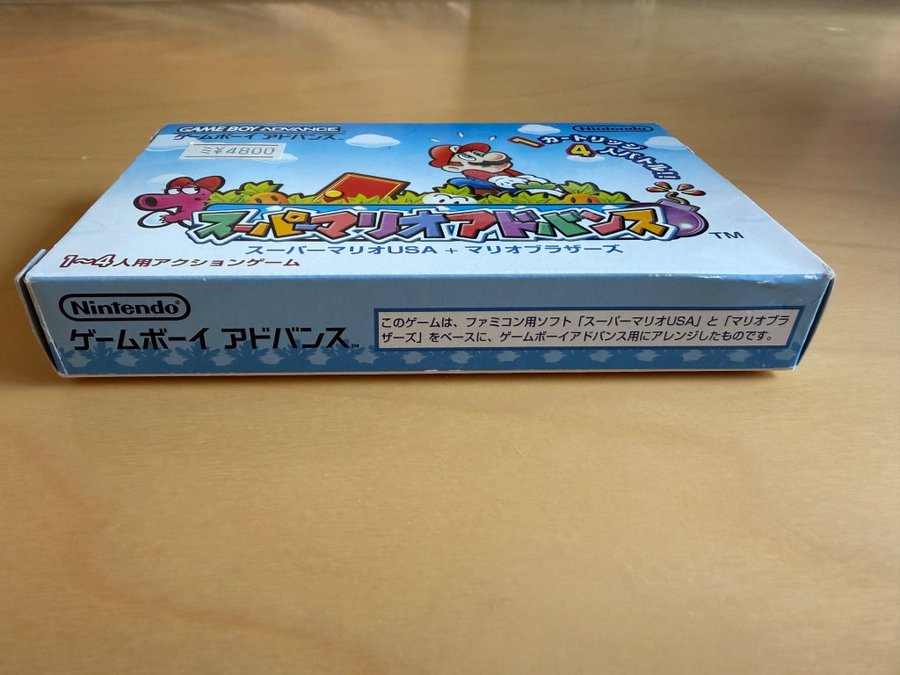 GAME BOY ADVANCE
ゲームボーイ アドバンス
Nintendo
ミ¥4800
1カートリッジ
4人バトル!!
スーパーマリオアドバンス
TM
スーパーマリオUSA + マリオブラザーズ
1~4人用アクションゲーム
Nintendo®
ゲームボーイ アドバンス™
このゲームは、ファミコン用ソフト「スーパーマリオUSA」と「マリオブラ
ザーズ」をベースに、ゲームボーイアドバンス用にアレンジしたものです。